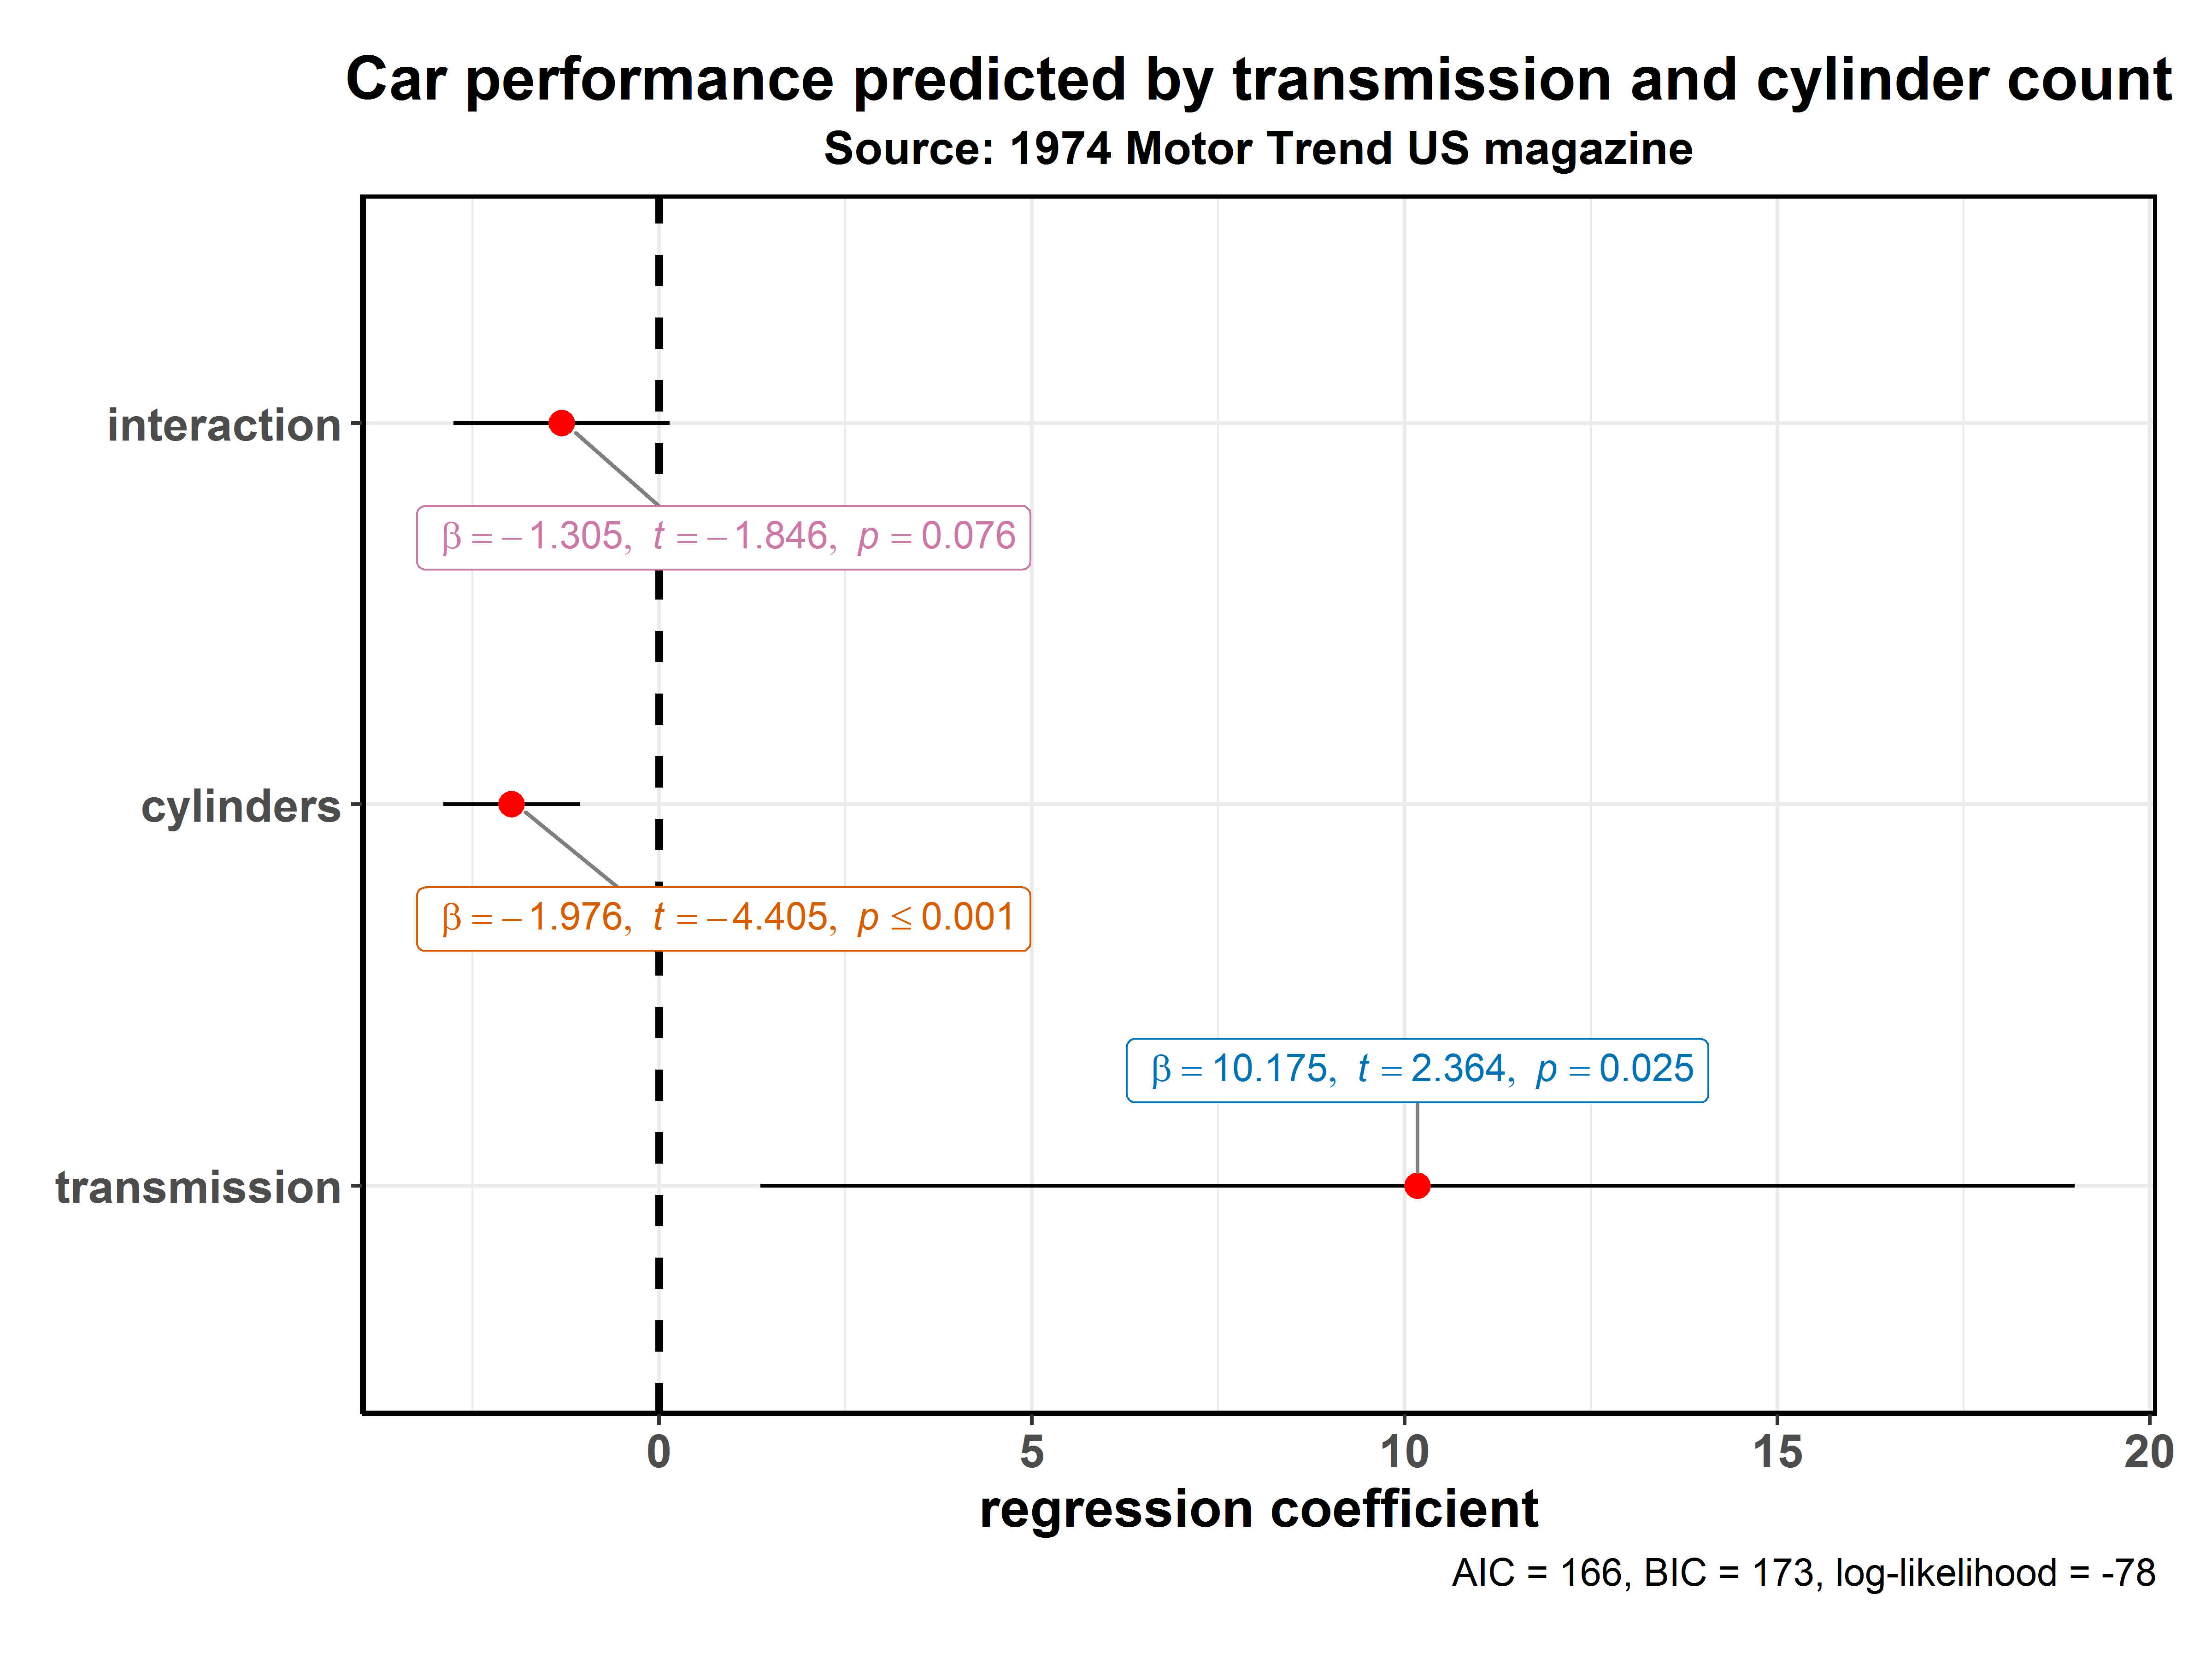 Car performance predicted by transmission and cylinder count
Source: 1974 Motor Trend US magazine
interaction
β = −1.305, t = −1.846, p = 0.076
cylinders
β = −1.976, t = −4.405, p ≤ 0.001
β = 10.175, t = 2.364, p = 0.025
transmission
0 5 10 15 20
regression coefficient
AIC = 166, BIC = 173, log-likelihood = -78